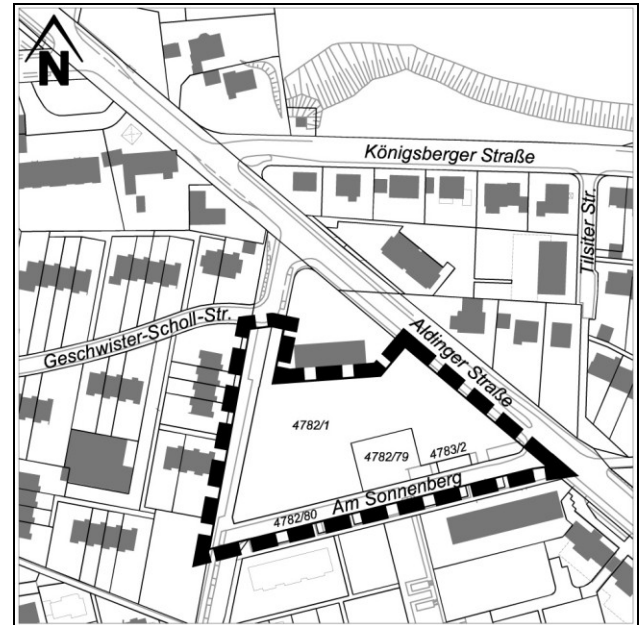 N
Königsberger Straße
Tilsiter Str.
Geschwister-Scholl-Str.
Aldinger Straße
4782/1
4782/79
4783/2
4782/80
Am Sonnenberg